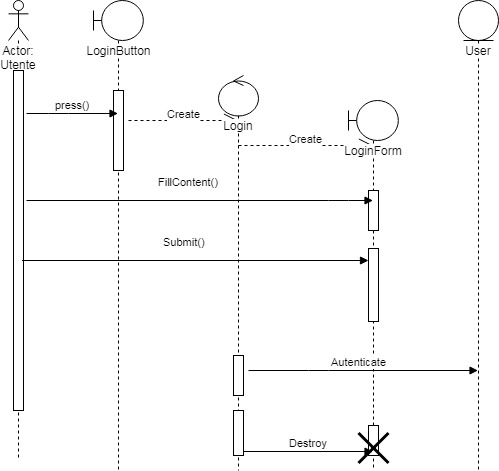 Actor:
Utente
LoginButton
User
press()
Create
Login
Create
LoginForm
FillContent()
Submit()
Autenticate
Destroy